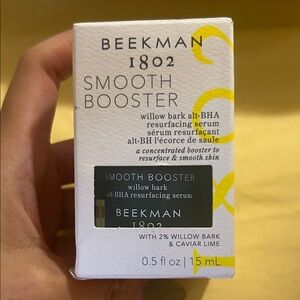 BEEKMAN
1802
SMOOTH
BOOSTER
willow bark alt-BHA
resurfacing serum
sérum resurfaçant
alt-BH l'écorce de saule
a concentrated booster to
resurface & smooth skin
SMOOTH BOOSTER
willow bark
alt-BHA resurfacing serum
BEEKMAN
1802
WITH 2% WILLOW BARK
& CAVIAR LIME
0.5 fl oz | 15 mL